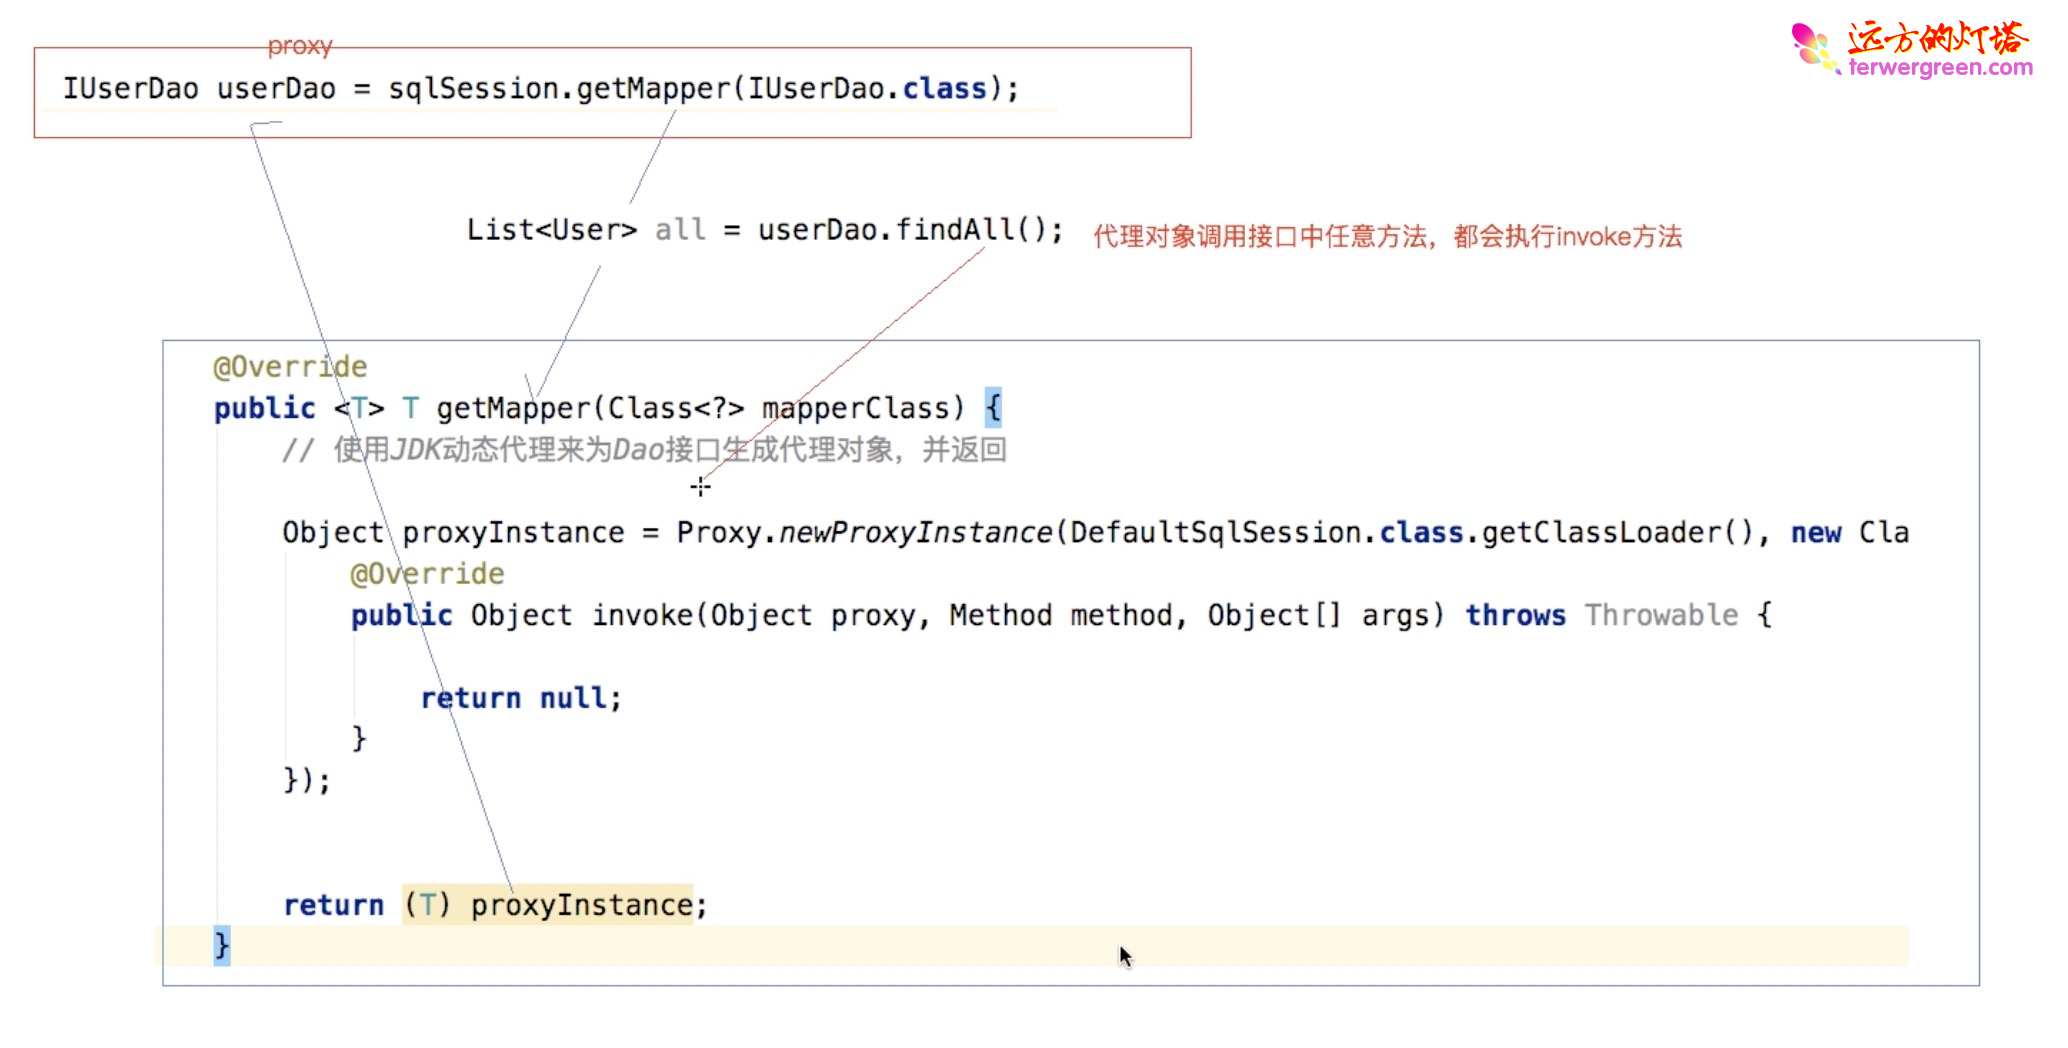 远方的灯塔
terwergreen.com
proxy
IUserDao userDao = sqlSession.getMapper(IUserDao.class);
List<User> all = userDao.findAll(); 代理对象调用接口中任意方法，都会执行invoke方法
@Override
public <T> T getMapper(Class<?> mapperClass) {
// 使用JDK动态代理来为Dao接口生成代理对象，并返回
Object proxyInstance = Proxy.newProxyInstance(DefaultSqlSession.class.getClassLoader(), new Cla
@Override
public Object invoke(Object proxy, Method method, Object[] args) throws Throwable {
return null;
}
});
return (T) proxyInstance;
}